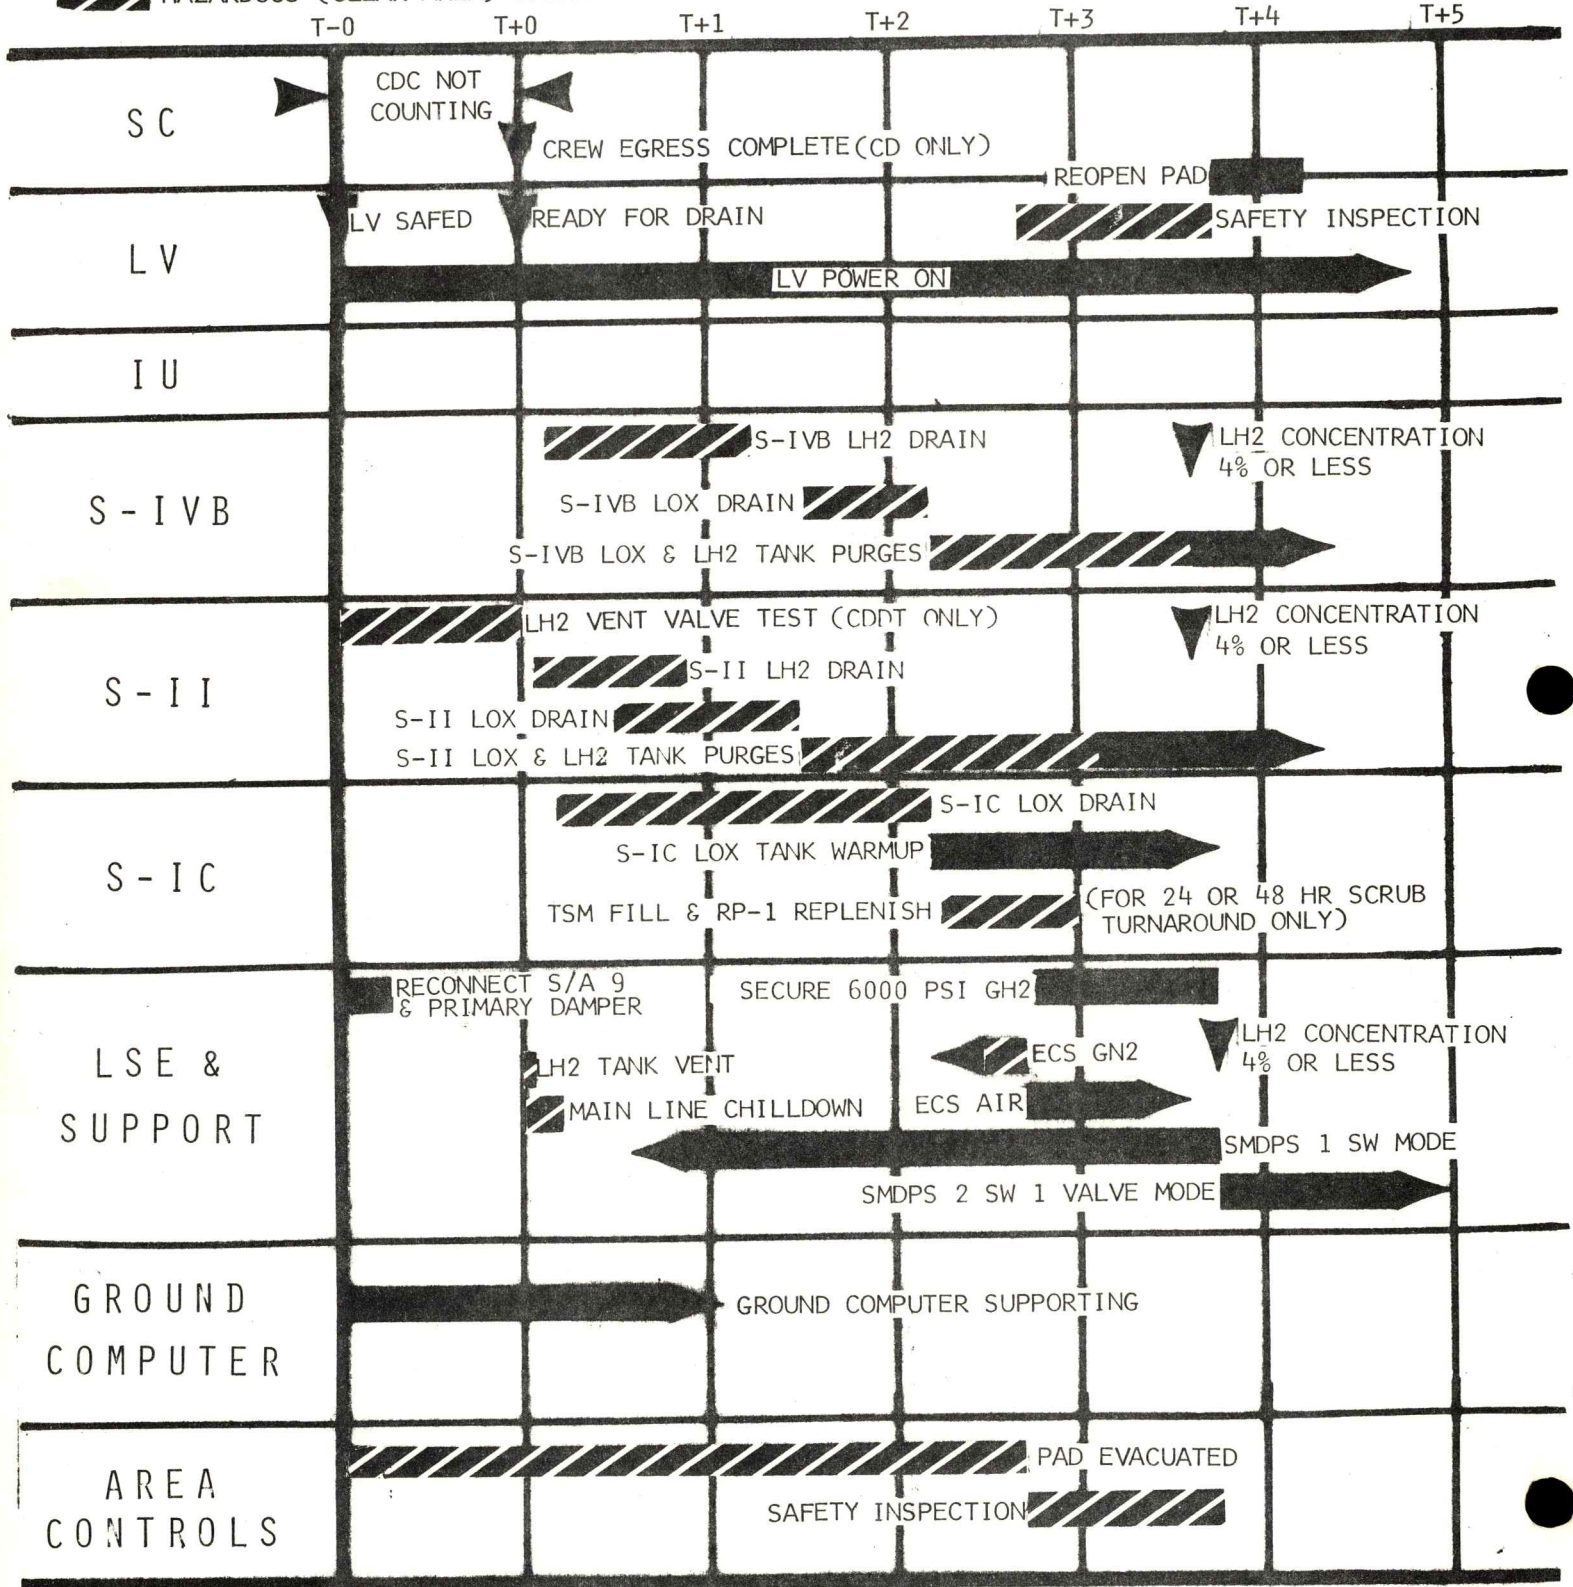 HAZARDOUS (CLEAR
T-0 T+0 T+1 T+2 T+3 T+4 T+5
SC
CDC NOT
COUNTING
CREW EGRESS COMPLETE(CD ONLY)
REOPEN PAD
LV
LV SAFED
READY FOR DRAIN
SAFETY INSPECTION
LV POWER ON
IU
S-IVB
S-IVB LH2 DRAIN
LH2 CONCENTRATION
4% OR LESS
S-IVB LOX DRAIN
S-IVB LOX & LH2 TANK PURGES
S-II
LH2 VENT VALVE TEST (CDDT ONLY)
LH2 CONCENTRATION
4% OR LESS
S-II LH2 DRAIN
S-II LOX DRAIN
S-II LOX & LH2 TANK PURGES
S-IC
S-IC LOX DRAIN
S-IC LOX TANK WARMUP
TSM FILL & RP-1 REPLENISH
(FOR 24 OR 48 HR SCRUB
TURNAROUND ONLY)
LSE &
SUPPORT
RECONNECT S/A 9
& PRIMARY DAMPER
SECURE 6000 PSI GH2
LH2 CONCENTRATION
4% OR LESS
ECS GN2
LH2 TANK VENT
MAIN LINE CHILLDOWN
ECS AIR
SMDPS 1 SW MODE
SMDPS 2 SW 1 VALVE MODE
GROUND
COMPUTER
GROUND COMPUTER SUPPORTING
AREA
CONTROLS
PAD EVACUATED
SAFETY INSPECTION